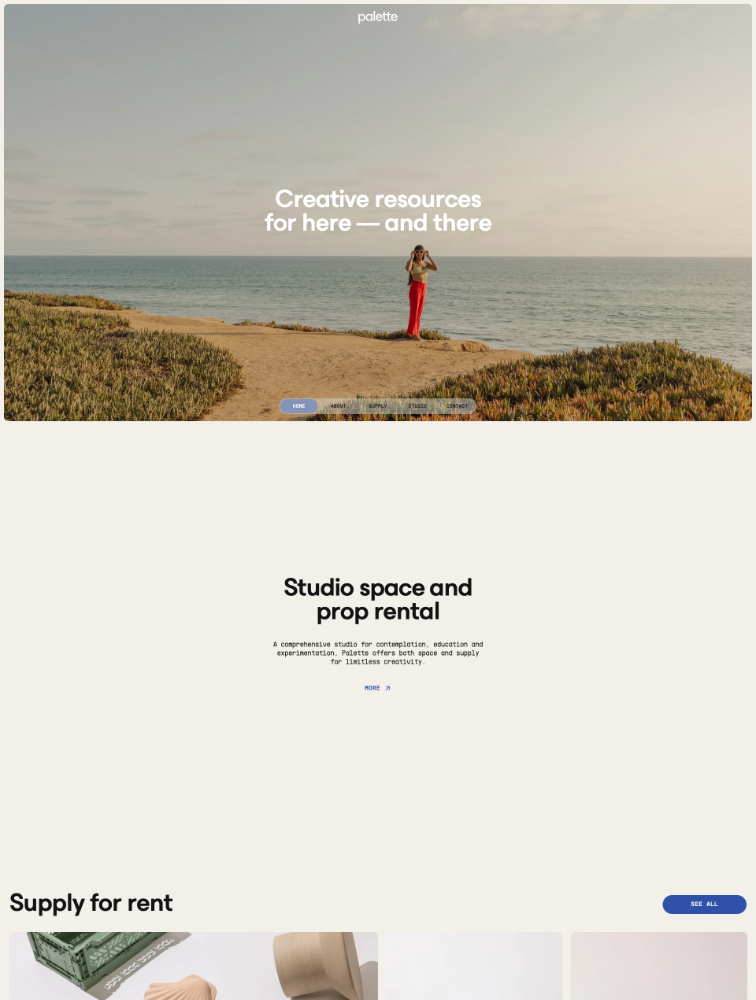 palette
Creative resources
for here — and there
HOME ABOUT SUPPLY STUDIO CONTACT
Studio space and
prop rental
A comprehensive studio for contemplation, education and
experimentation, Palette offers both space and supply
for limitless creativity.
MORE
Supply for rent
SEE ALL